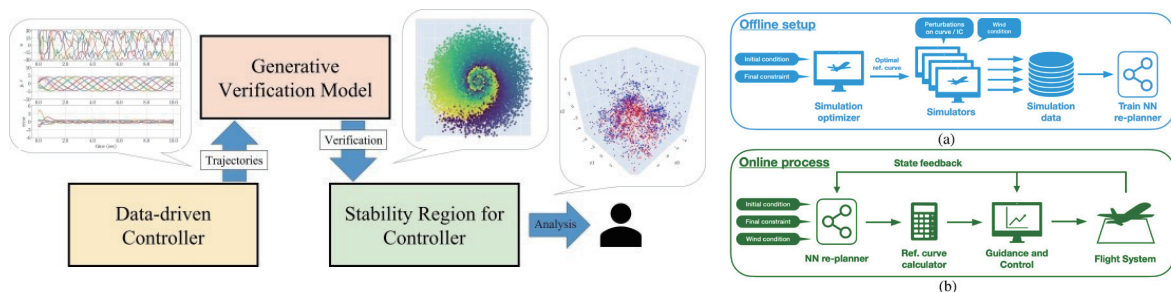 Generative
Verification Model
Trajectories
Verification
Data-driven
Controller
Stability Region for
Controller
Analysis
time (sec)
Offline setup
Perturbations
on curve / IC
Wind
condition
Initial condition
Final constraint
Optimal
ref. curve
Simulation
optimizer
Simulators
Simulation
data
Train NN
re-planner
(a)
Online process
State feedback
Initial condition
Final constraint
Wind condition
NN re-planner
Ref. curve
calculator
Guidance and
Control
Flight System
(b)